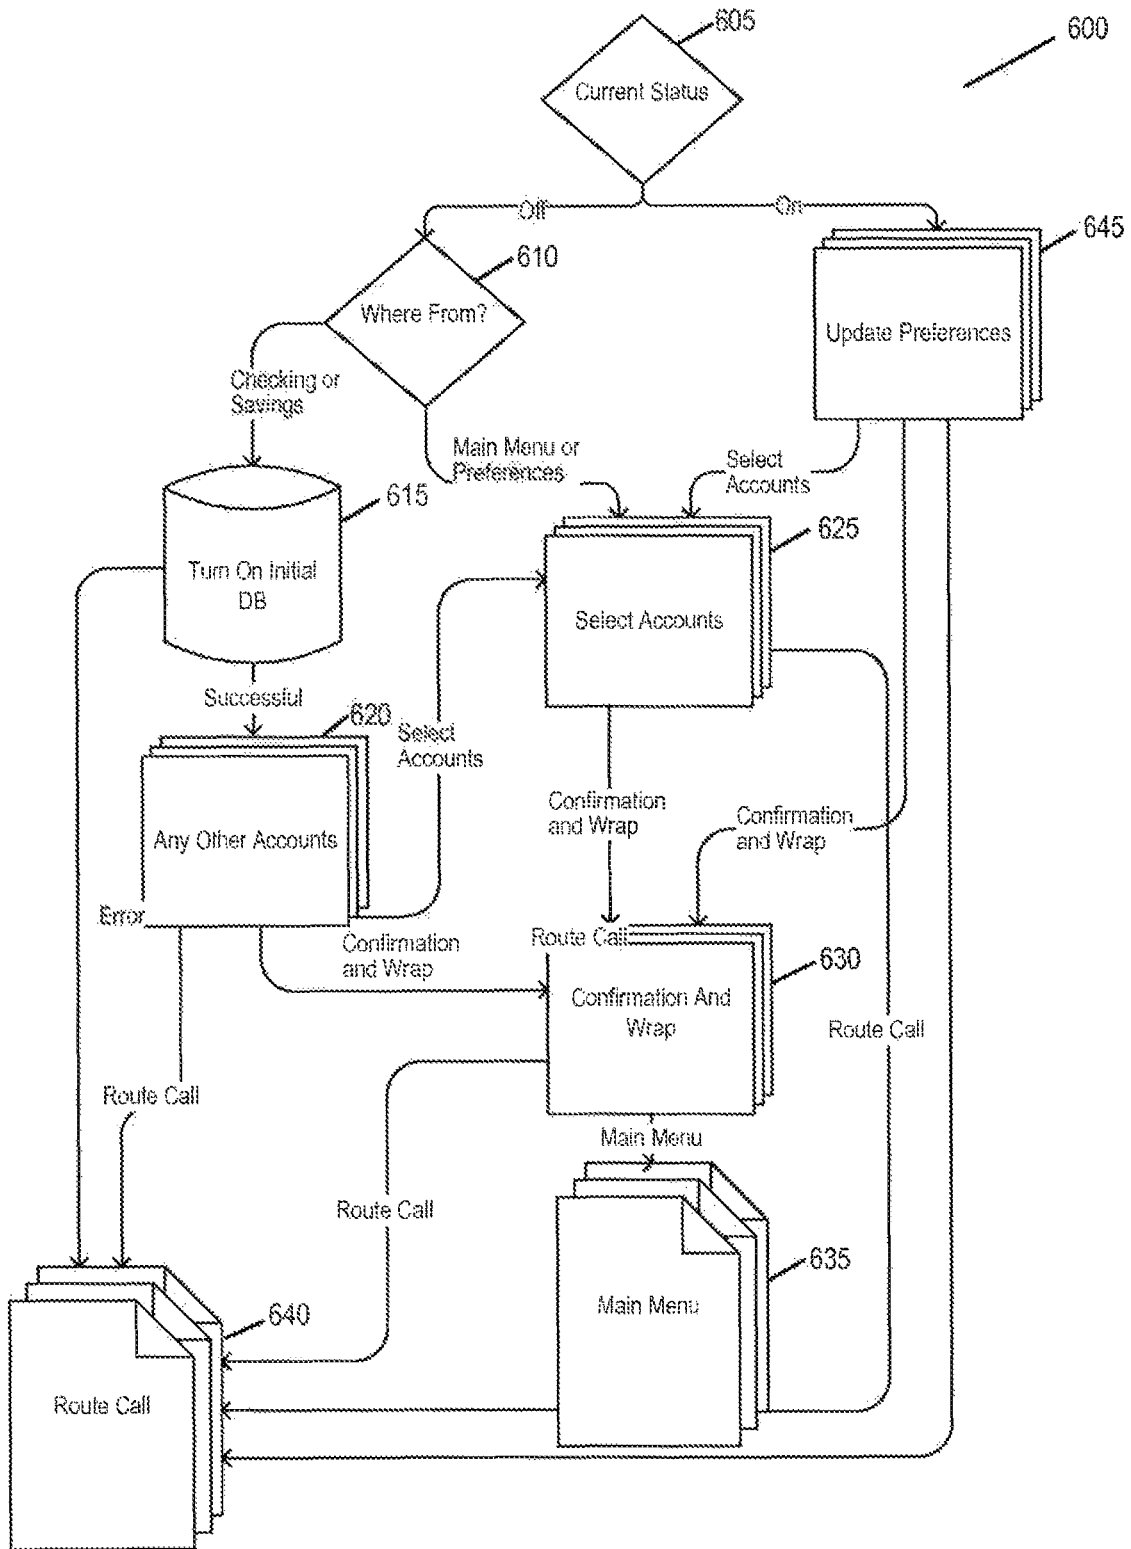 605
600
Current Status
Off
On
645
610
Where From?
Update Preferences
Checking or
Savings
Main Menu or
Preferences
Select
Accounts
615
625
Turn On Initial
DB
Select Accounts
Successful
620
Select
Accounts
Confirmation
and Wrap
Confirmation
and Wrap
Any Other Accounts
Error
Confirmation
and Wrap
Route Call
630
Confirmation And
Wrap
Route Call
Route Call
Main Menu
Route Call
635
Main Menu
640
Route Call